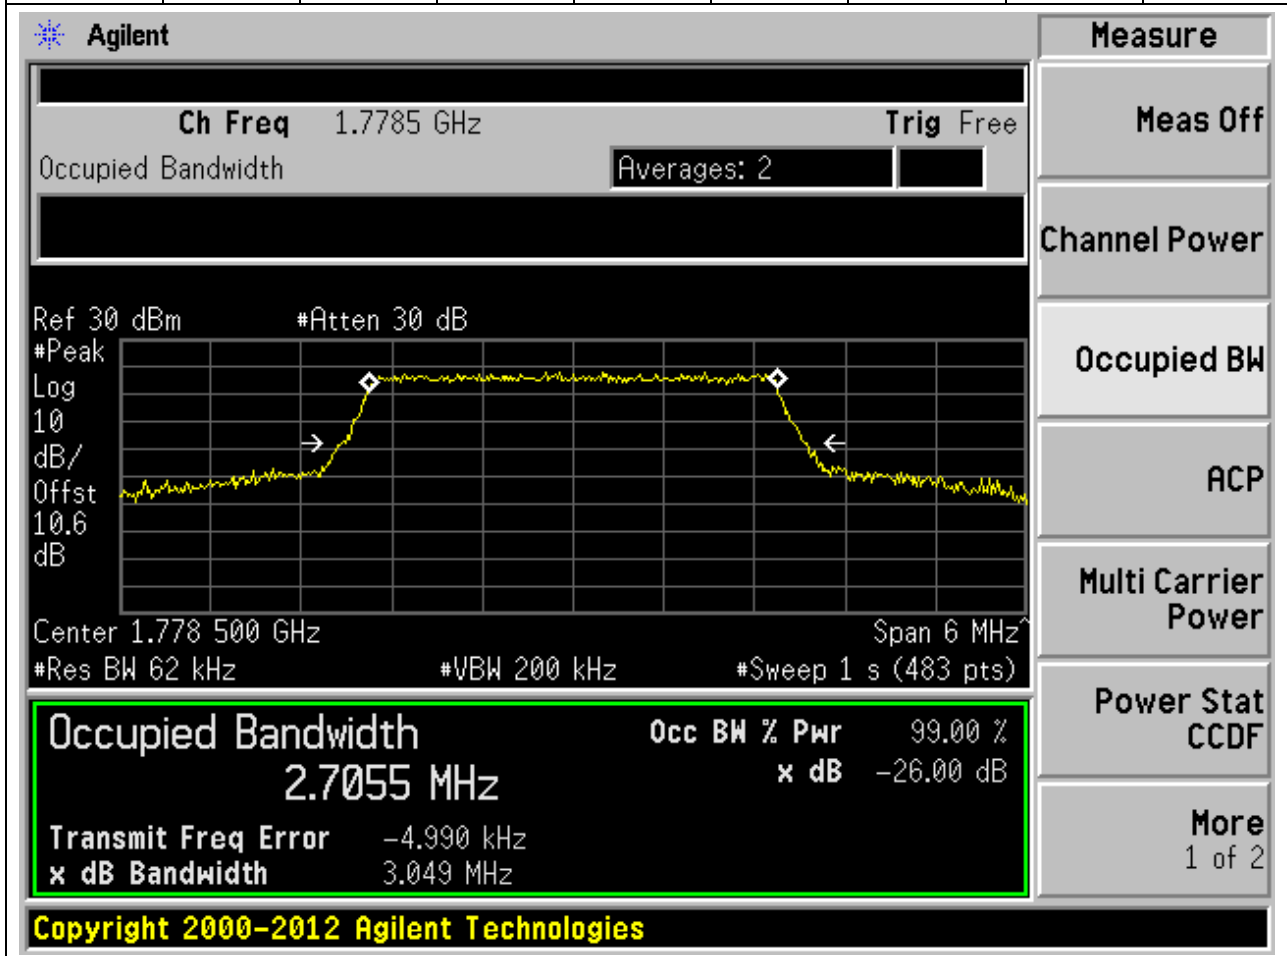 Agilent
Measure
Ch Freq 1.7785 GHz Trig Free
Occupied Bandwidth Averages: 2
Ref 30 dBm #Atten 30 dB
#Peak
Log
10
dB/
Offst
10.6
dB
Center 1.778 500 GHz Span 6 MHz^
#Res BW 62 kHz #VBW 200 kHz #Sweep 1 s (483 pts)
Occupied Bandwidth Occ BW % Pwr 99.00 %
2.7055 MHz x dB -26.00 dB
Transmit Freq Error -4.990 kHz
x dB Bandwidth 3.049 MHz
Copyright 2000-2012 Agilent Technologies
Meas Off
Channel Power
Occupied BW
ACP
Multi Carrier
Power
Power Stat
CCDF
More
1 of 2